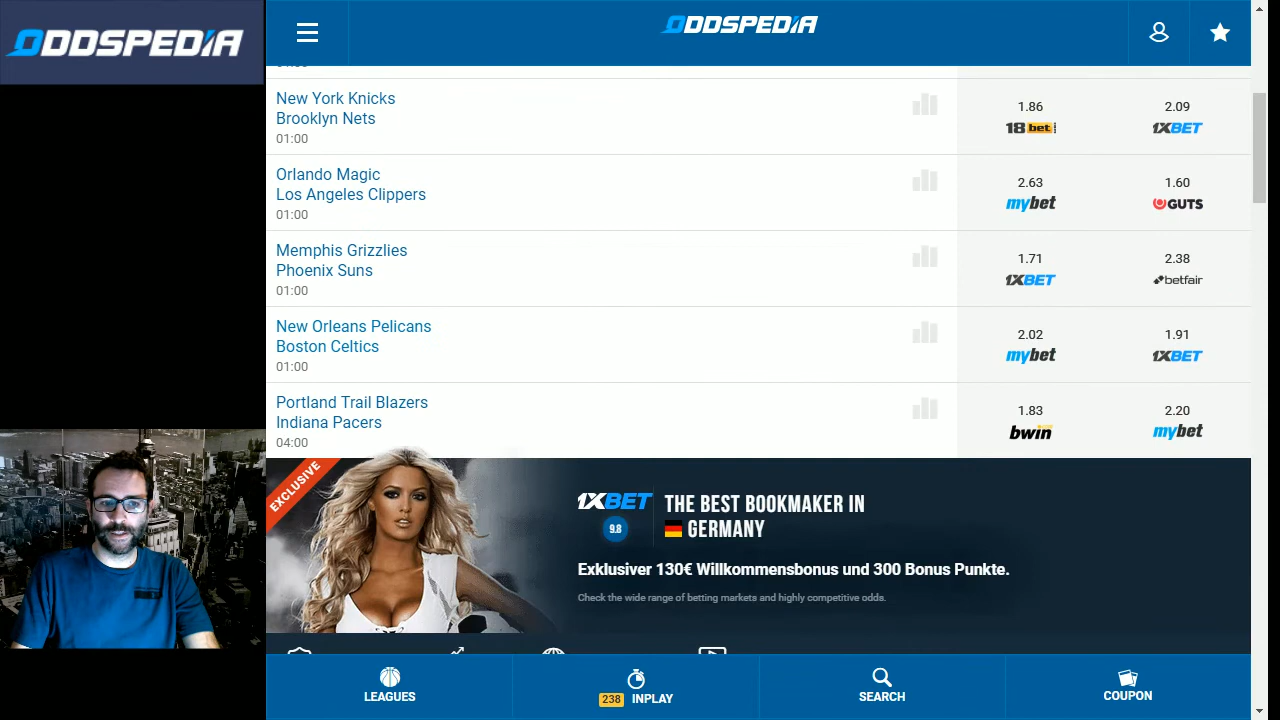 ODDSPEDIA
ODDSPEDIA
New York Knicks
Brooklyn Nets
01:00
1.86
18bet
2.09
1XBET
Orlando Magic
Los Angeles Clippers
01:00
2.63
mybet
1.60
GUTS
Memphis Grizzlies
Phoenix Suns
01:00
1.71
1XBET
2.38
betfair
New Orleans Pelicans
Boston Celtics
01:00
2.02
mybet
1.91
1XBET
Portland Trail Blazers
Indiana Pacers
04:00
1.83
bwin
2.20
mybet
EXCLUSIVE
1XBET
9.8
THE BEST BOOKMAKER IN
GERMANY
Exklusiver 130€ Willkommensbonus und 300 Bonus Punkte.
Check the wide range of betting markets and highly competitive odds.
LEAGUES
238 INPLAY
SEARCH
COUPON